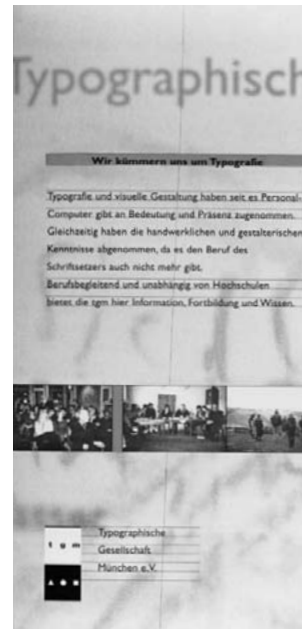 Typographisch
Wir kümmern uns um Typografie
Typografie und visuelle Gestaltung haben seit es Personal-
Computer gibt an Bedeutung und Präsenz zugenommen.
Gleichzeitig haben die handwerklichen und gestalterischen
Kenntnisse abgenommen, da es den Beruf des
Schriftsetzers auch nicht mehr gibt.
Berufsbegleitend und unabhängig von Hochschulen
bietet die tgm hier Information, Fortbildung und Wissen.
t g m
Typographische
Gesellschaft
München e.V.